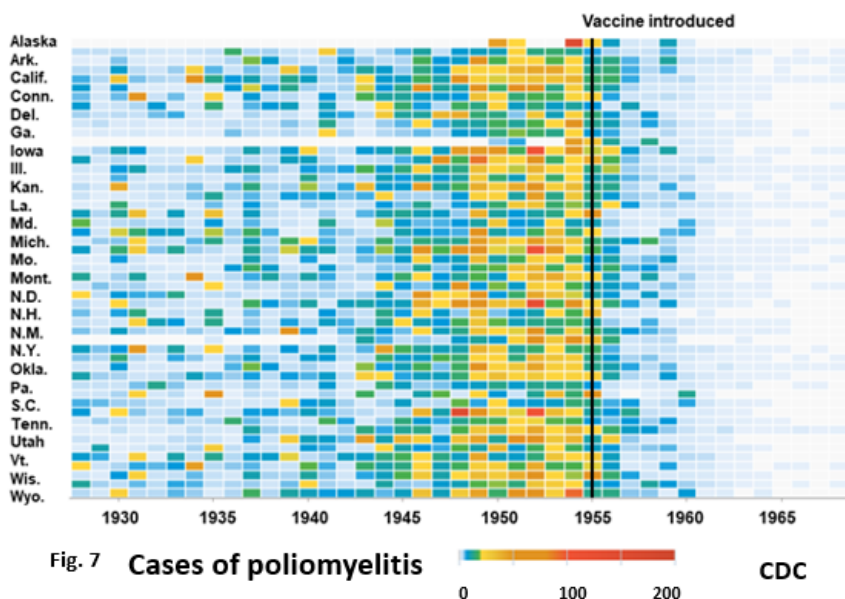 Vaccine introduced
Alaska
Ark.
Calif.
Conn.
Del.
Ga.
Iowa
Ill.
Kan.
La.
Md.
Mich.
Mo.
Mont.
N.D.
N.H.
N.M.
N.Y.
Okla.
Pa.
S.C.
Tenn.
Utah
Vt.
Wis.
Wyo.
1930 1935 1940 1945 1950 1955 1960 1965
Fig. 7 Cases of poliomyelitis CDC
0 100 200